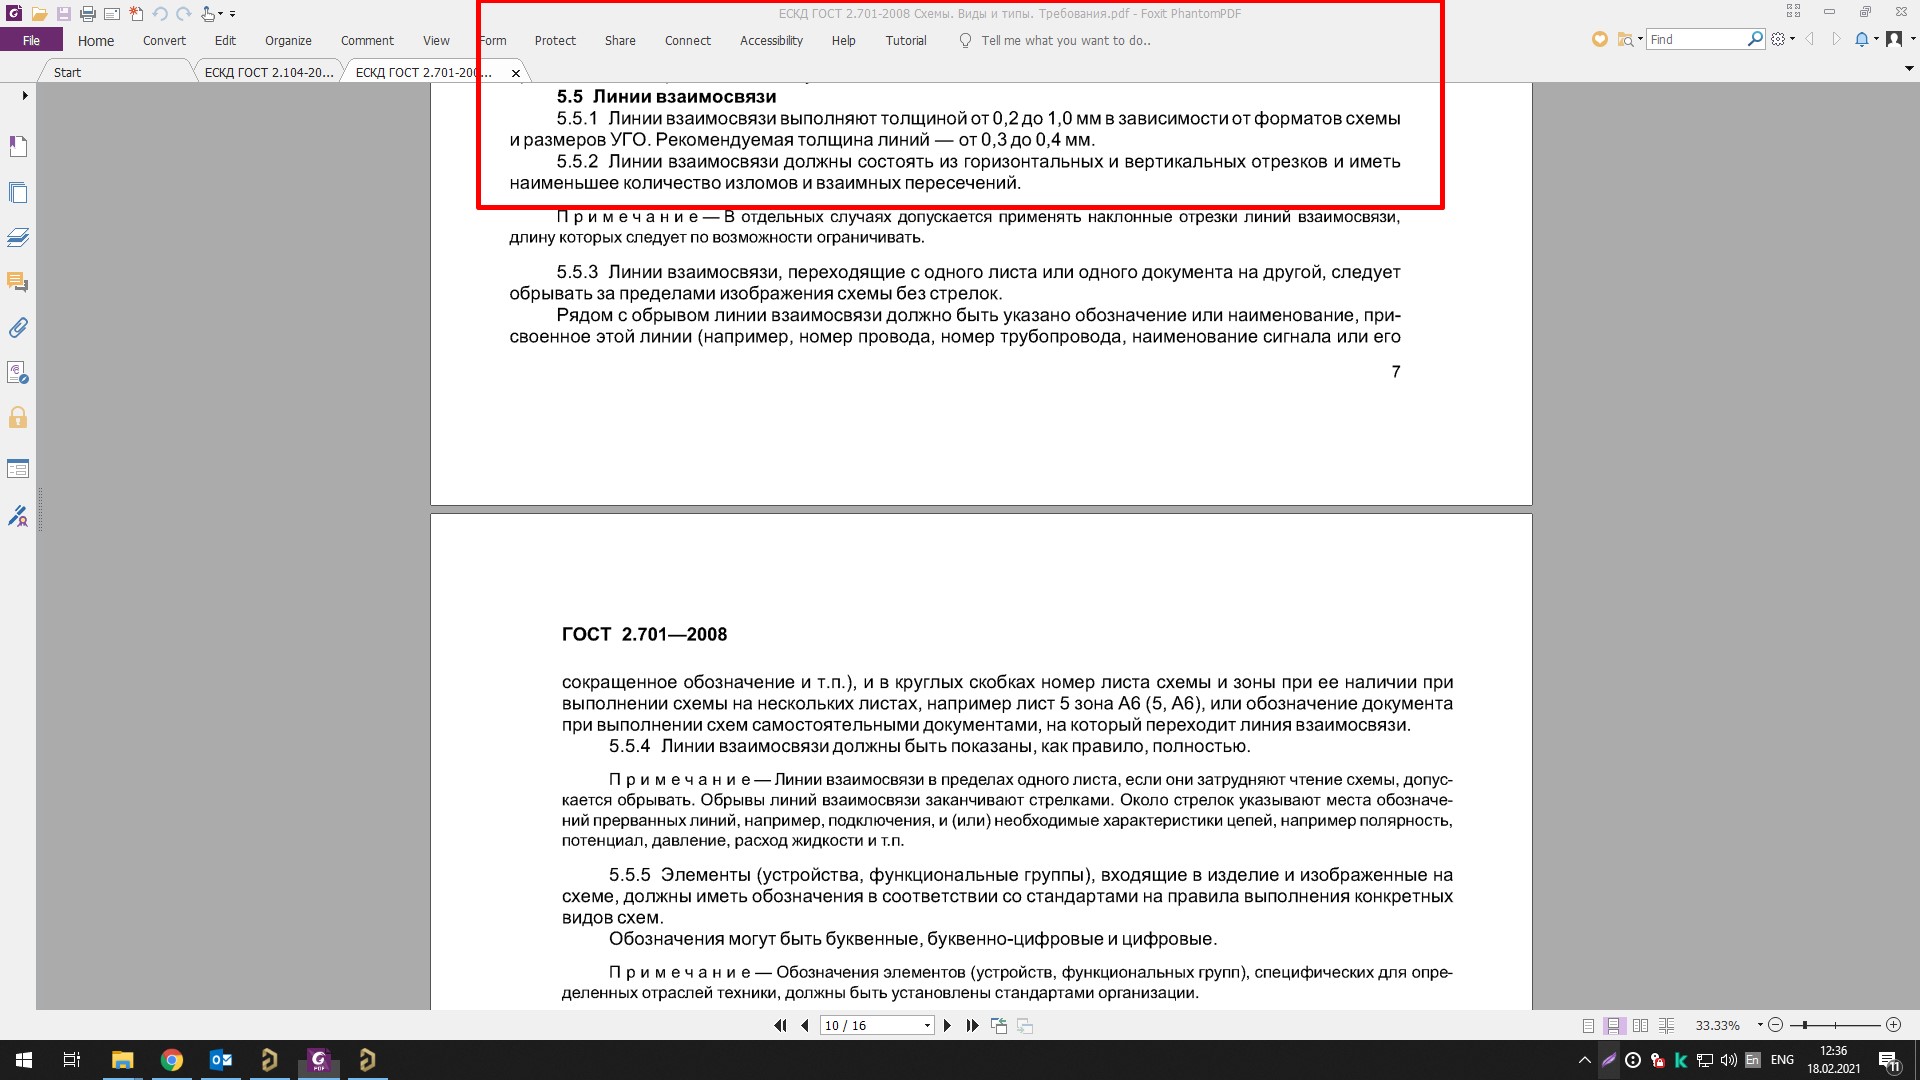 ЕСКД ГОСТ 2.701-2008 Схемы. Виды и типы. Требования.pdf - Foxit PhantomPDF
File Home Convert Edit Organize Comment View Form Protect Share Connect Accessibility Help Tutorial Tell me what you want to do.. Find
Start ЕСКД ГОСТ 2.104-20... ЕСКД ГОСТ 2.701-200...
5.5 Линии взаимосвязи
5.5.1 Линии взаимосвязи выполняют толщиной от 0,2 до 1,0 мм в зависимости от форматов схемы
и размеров УГО. Рекомендуемая толщина линий — от 0,3 до 0,4 мм.
5.5.2 Линии взаимосвязи должны состоять из горизонтальных и вертикальных отрезков и иметь
наименьшее количество изломов и взаимных пересечений.
П р и м е ч а н и е — В отдельных случаях допускается применять наклонные отрезки линий взаимосвязи,
длину которых следует по возможности ограничивать.
5.5.3 Линии взаимосвязи, переходящие с одного листа или одного документа на другой, следует
обрывать за пределами изображения схемы без стрелок.
Рядом с обрывом линии взаимосвязи должно быть указано обозначение или наименование, при-
своенное этой линии (например, номер провода, номер трубопровода, наименование сигнала или его
7
ГОСТ 2.701—2008
сокращенное обозначение и т.п.), и в круглых скобках номер листа схемы и зоны при ее наличии при
выполнении схемы на нескольких листах, например лист 5 зона А6 (5, А6), или обозначение документа
при выполнении схем самостоятельными документами, на который переходит линия взаимосвязи.
5.5.4 Линии взаимосвязи должны быть показаны, как правило, полностью.
П р и м е ч а н и е — Линии взаимосвязи в пределах одного листа, если они затрудняют чтение схемы, допус-
кается обрывать. Обрывы линий взаимосвязи заканчивают стрелками. Около стрелок указывают места обозначе-
ний прерванных линий, например, подключения, и (или) необходимые характеристики цепей, например полярность,
потенциал, давление, расход жидкости и т.п.
5.5.5 Элементы (устройства, функциональные группы), входящие в изделие и изображенные на
схеме, должны иметь обозначения в соответствии со стандартами на правила выполнения конкретных
видов схем.
Обозначения могут быть буквенные, буквенно-цифровые и цифровые.
П р и м е ч а н и е — Обозначения элементов (устройств, функциональных групп), специфических для опре-
деленных отраслей техники, должны быть установлены стандартами организации.
10 / 16 33.33%
En ENG 12:36
18.02.2021 11